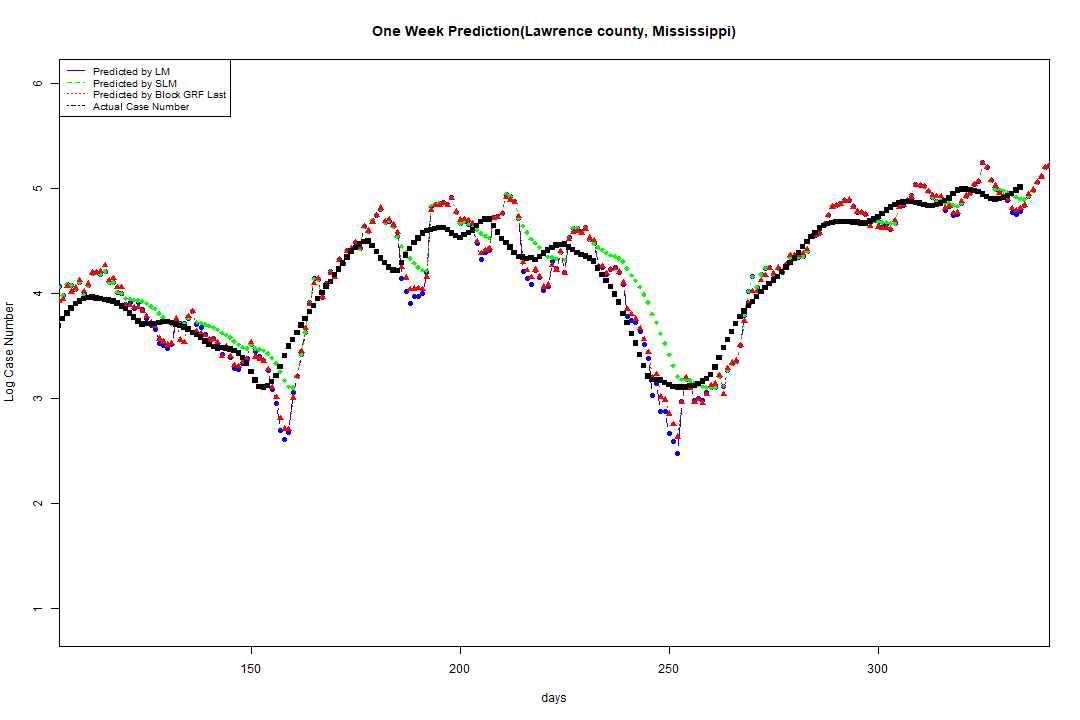 One Week Prediction(Lawrence county, Mississippi)
Predicted by LM
Predicted by SLM
Predicted by Block GRF Last
Actual Case Number
6
5
4
3
2
1
Log Case Number
150
200
250
300
days